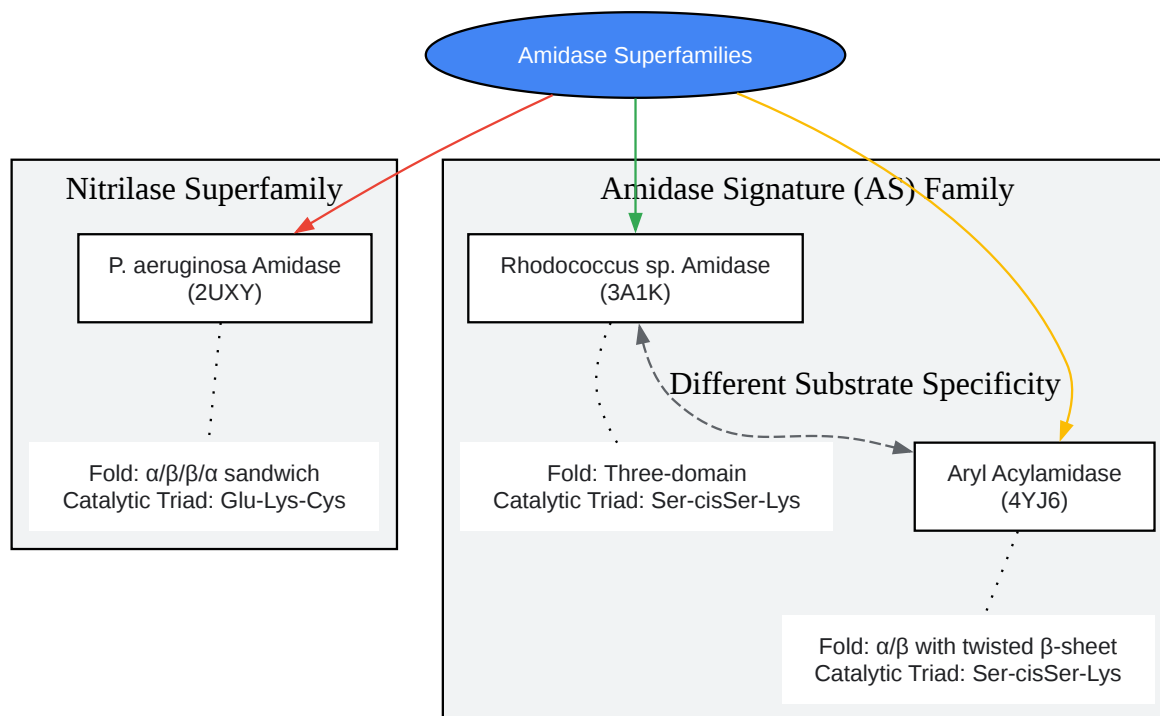 Amidase Superfamilies
Nitrilase Superfamily
Amidase Signature (AS) Family
P. aeruginosa Amidase
(2UXY)
Rhodococcus sp. Amidase
(3A1K)
Different Substrate Specificity
Fold: α/β/β/α sandwich
Catalytic Triad: Glu-Lys-Cys
Fold: Three-domain
Catalytic Triad: Ser-cisSer-Lys
Aryl Acylamidase
(4YJ6)
Fold: α/β with twisted β-sheet
Catalytic Triad: Ser-cisSer-Lys